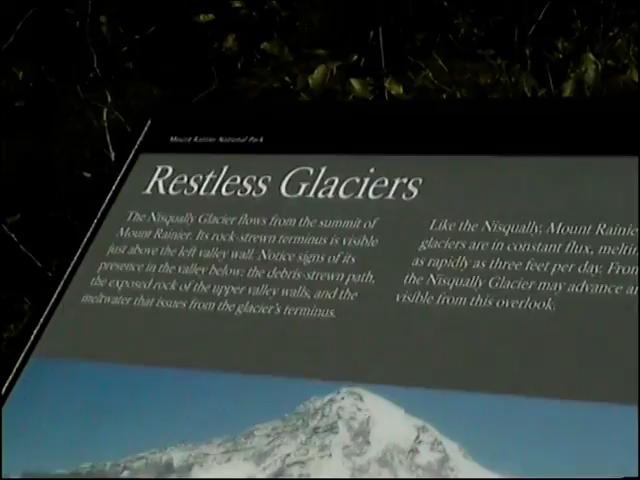 Mount Rainier National Park
Restless Glaciers
The Nisqually Glacier flows from the summit of
Mount Rainier. Its rock-strewn terminus is visible
just above the left valley wall. Notice signs of its
presence in the valley below: the debris-strewn path,
the exposed rock of the upper valley walls, and the
meltwater that issues from the glacier's terminus.
Like the Nisqually, Mount Rainie
glaciers are in constant flux, meltin
as rapidly as three feet per day. From
the Nisqually Glacier may advance a
visible from this overlook.